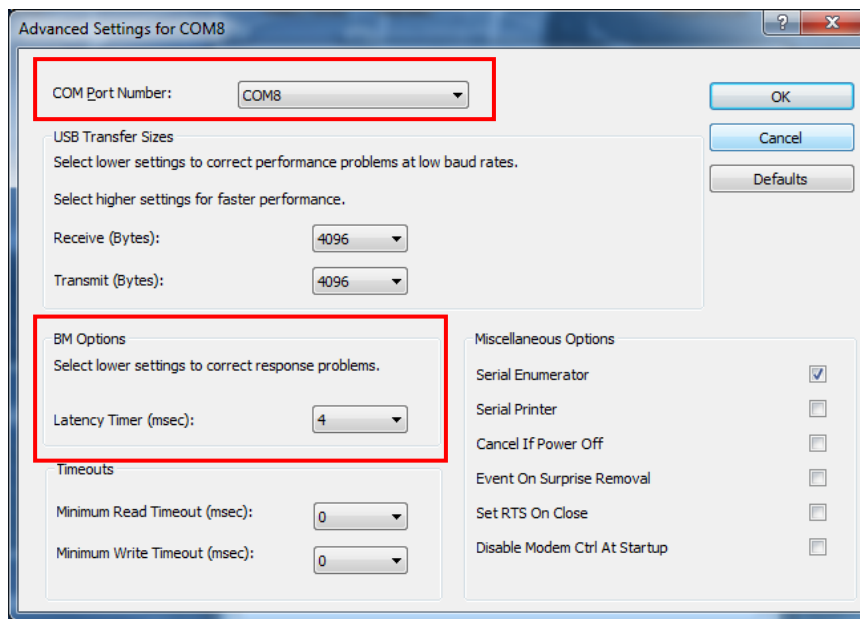 Advanced Settings for COM8
? X
COM Port Number: COM8
OK
USB Transfer Sizes
Cancel
Select lower settings to correct performance problems at low baud rates.
Defaults
Select higher settings for faster performance.
Receive (Bytes): 4096
Transmit (Bytes): 4096
BM Options
Select lower settings to correct response problems.
Latency Timer (msec): 4
Timeouts
Minimum Read Timeout (msec): 0
Minimum Write Timeout (msec): 0
Miscellaneous Options
Serial Enumerator
Serial Printer
Cancel If Power Off
Event On Surprise Removal
Set RTS On Close
Disable Modem Ctrl At Startup